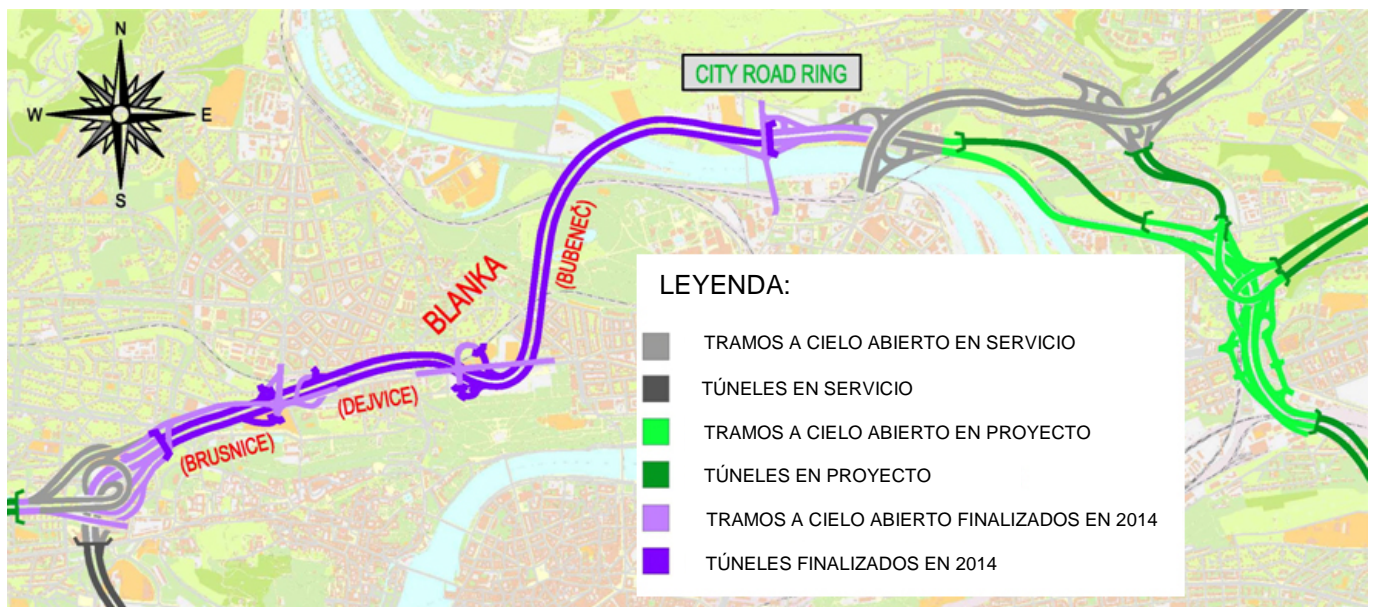 N
W
E
S
CITY ROAD RING
BLANKA
(BUBENEČ)
(DEJVICE)
(BRUSNICE)
LEYENDA:
TRAMOS A CIELO ABIERTO EN SERVICIO
TÚNELES EN SERVICIO
TRAMOS A CIELO ABIERTO EN PROYECTO
TÚNELES EN PROYECTO
TRAMOS A CIELO ABIERTO FINALIZADOS EN 2014
TÚNELES FINALIZADOS EN 2014